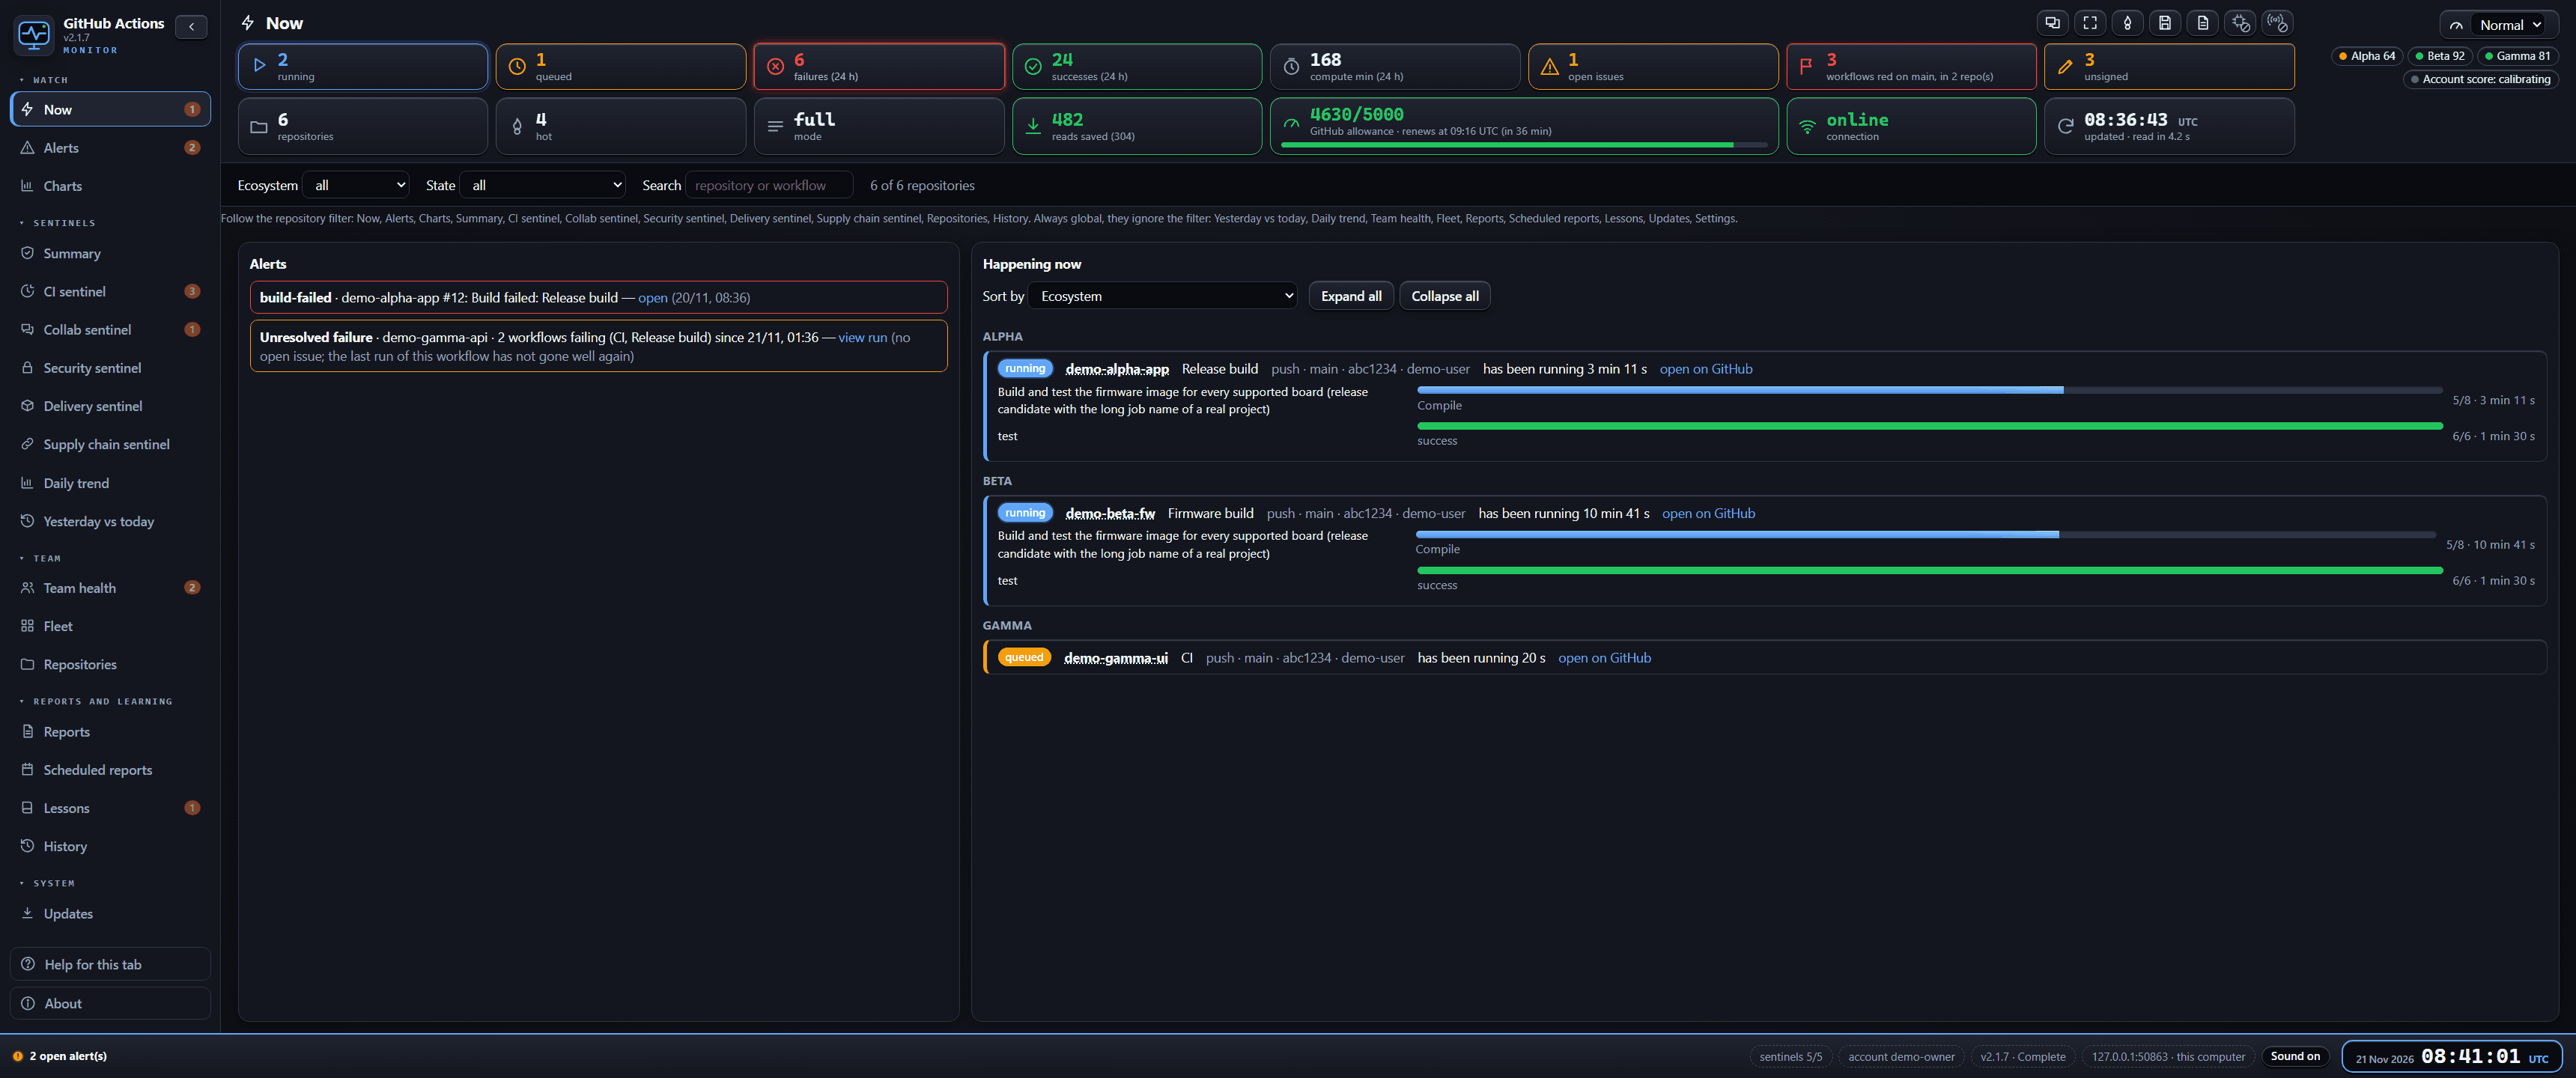 GitHub Actions
v2.1.7
MONITOR
WATCH
Now 1
Alerts 2
Charts
SENTINELS
Summary
CI sentinel 3
Collab sentinel 1
Security sentinel
Delivery sentinel
Supply chain sentinel
Daily trend
Yesterday vs today
TEAM
Team health 2
Fleet
Repositories
REPORTS AND LEARNING
Reports
Scheduled reports
Lessons 1
History
SYSTEM
Updates
Help for this tab
About
Now
Normal
2
running
1
queued
6
failures (24 h)
24
successes (24 h)
168
compute min (24 h)
1
open issues
3
workflows red on main, in 2 repo(s)
3
unsigned
Alpha 64 Beta 92 Gamma 81
Account score: calibrating
6
repositories
4
hot
full
mode
482
reads saved (304)
4630/5000
GitHub allowance · renews at 09:16 UTC (in 36 min)
online
connection
08:36:43 UTC
updated · read in 4.2 s
Ecosystem all State all Search repository or workflow 6 of 6 repositories
Follow the repository filter: Now, Alerts, Charts, Summary, CI sentinel, Collab sentinel, Security sentinel, Delivery sentinel, Supply chain sentinel, Repositories, History. Always global, they ignore the filter: Yesterday vs today, Daily trend, Team health, Fleet, Reports, Scheduled reports, Lessons, Updates, Settings.
Alerts
build-failed · demo-alpha-app #12: Build failed: Release build — open (20/11, 08:36)
Unresolved failure · demo-gamma-api · 2 workflows failing (CI, Release build) since 21/11, 01:36 — view run (no
open issue; the last run of this workflow has not gone well again)
Happening now
Sort by Ecosystem Expand all Collapse all
ALPHA
running demo-alpha-app Release build push · main · abc1234 · demo-user has been running 3 min 11 s open on GitHub
Build and test the firmware image for every supported board (release
candidate with the long job name of a real project)
Compile
5/8 · 3 min 11 s
test
success
6/6 · 1 min 30 s
BETA
running demo-beta-fw Firmware build push · main · abc1234 · demo-user has been running 10 min 41 s open on GitHub
Build and test the firmware image for every supported board (release
candidate with the long job name of a real project)
Compile
5/8 · 10 min 41 s
test
success
6/6 · 1 min 30 s
GAMMA
queued demo-gamma-ui CI push · main · abc1234 · demo-user has been running 20 s open on GitHub
2 open alert(s)
sentinels 5/5 account demo-owner v2.1.7 · Complete 127.0.0.1:50863 · this computer Sound on 21 Nov 2026 08:41:01 UTC